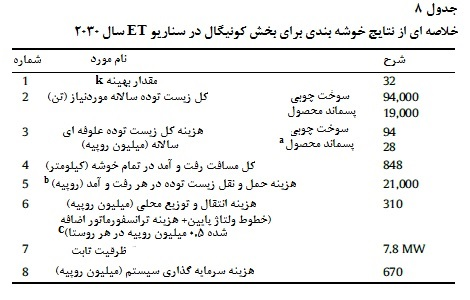 جدول ۸
خلاصه ای از نتایج خوشه بندی برای بخش کونیگال در سناریو ET سال ۲۰۳۰
شماره نام مورد شرح
1 مقدار بهینه k 32
2 کل زیست توده سالانه موردنیاز (تن) سوخت چوبی 94,000
پسماند محصول 19,000
3 هزینه کل زیست توده علوفه ای سوخت چوبی 94
سالانه (میلیون روپیه) پسماند محصول a 28
4 کل مسافت رفت و آمد در تمام خوشه (کیلومتر) 848
5 هزینه حمل و نقل زیست توده در هر رفت و آمد (روپیه) b 21,000
6 هزینه انتقال و توزیع محلی (میلیون روپیه) 310
(خطوط ولتاژ پایین+ هزینه ترانسفورماتور اضافه
شده ۰٫۵ میلیون روپیه در هر روستا) C
7 ظرفیت ثابت 7.8 MW
8 هزینه سرمایه گذاری سیستم (میلیون روپیه) 670